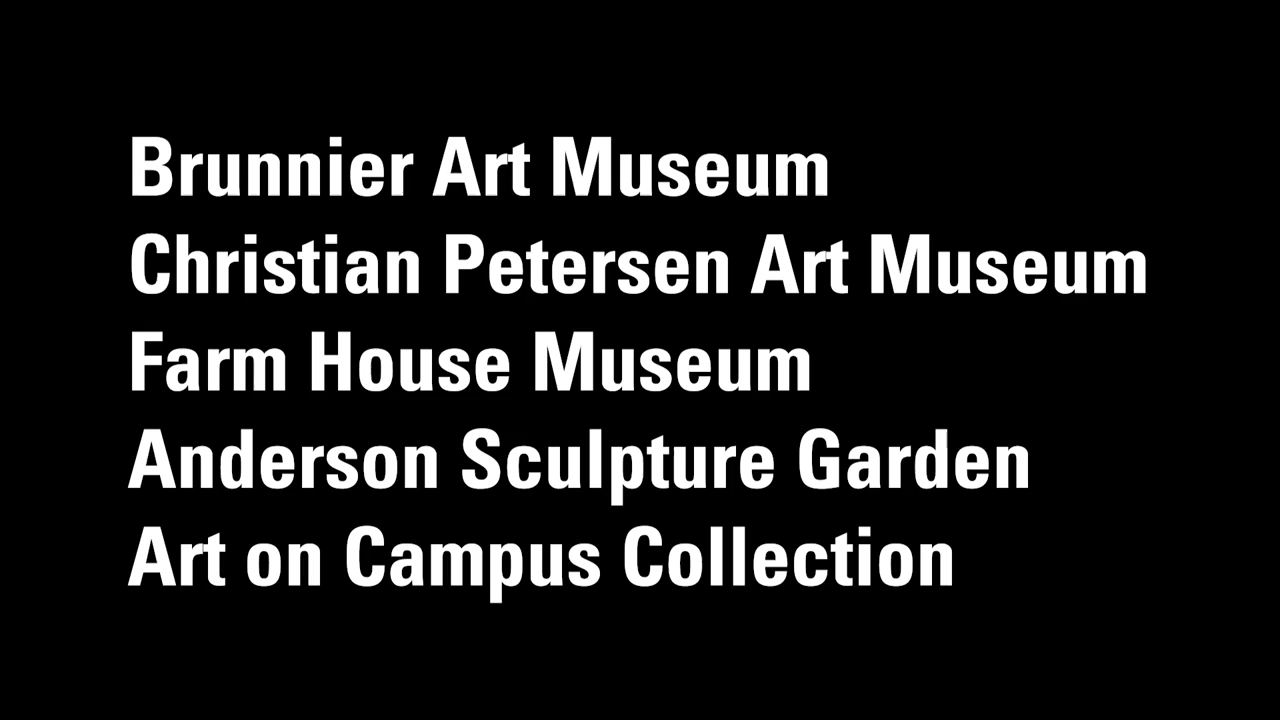 Brunnier Art Museum
Christian Petersen Art Museum
Farm House Museum
Anderson Sculpture Garden
Art on Campus Collection